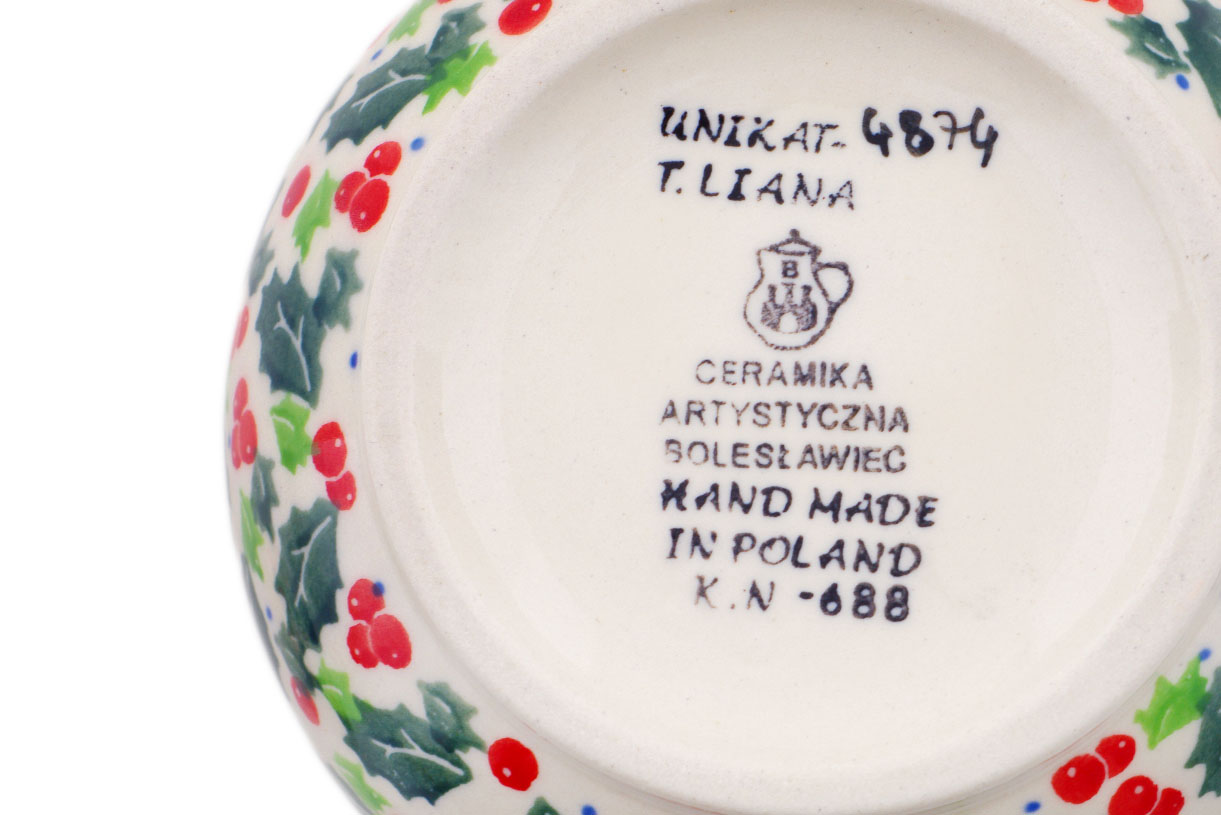 UNIKAT- 4874
T. LIANA
B
CERAMIKA
ARTYSTYCZNA
BOLESŁAWIEC
HAND MADE
IN POLAND
K.N -688